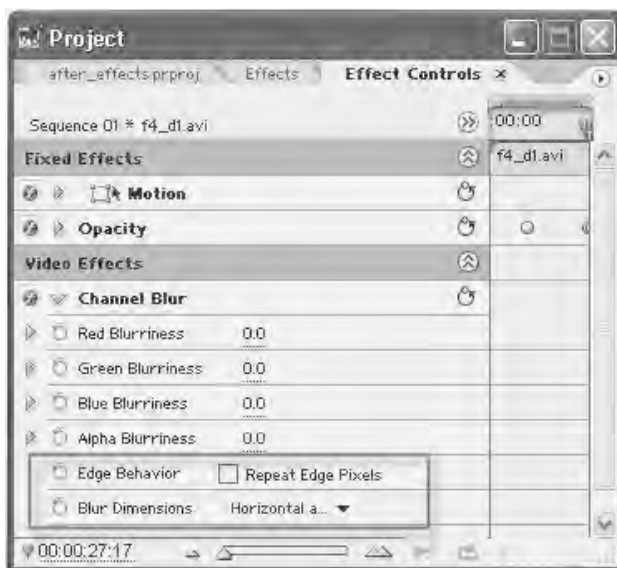 Project
after_effects.prproj Effects Effect Controls ×
Sequence 01 * f4_d1.avi 00:00
Fixed Effects f4_d1.avi
Motion
Opacity
Video Effects
Channel Blur
Red Blurriness 0.0
Green Blurriness 0.0
Blue Blurriness 0.0
Alpha Blurriness 0.0
Edge Behavior Repeat Edge Pixels
Blur Dimensions Horizontal a...
00:00:27:17